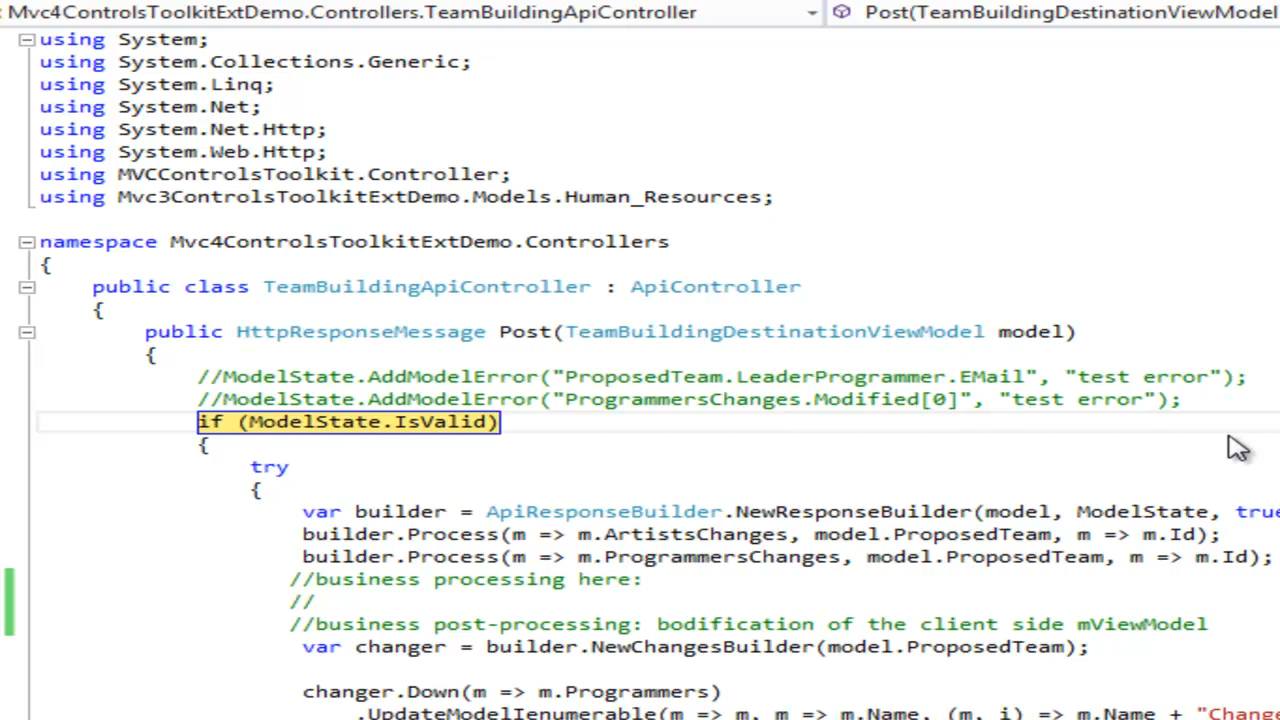 Mvc4ControlsToolkitExtDemo.Controllers.TeamBuildingApiController Post(TeamBuildingDestinationViewModel
using System;
using System.Collections.Generic;
using System.Linq;
using System.Net;
using System.Net.Http;
using System.Web.Http;
using MVCControlsToolkit.Controller;
using Mvc3ControlsToolkitExtDemo.Models.Human_Resources;
namespace Mvc4ControlsToolkitExtDemo.Controllers
{
public class TeamBuildingApiController : ApiController
{
public HttpResponseMessage Post(TeamBuildingDestinationViewModel model)
{
//ModelState.AddModelError("ProposedTeam.LeaderProgrammer.EMail", "test error");
//ModelState.AddModelError("ProgrammersChanges.Modified[0]", "test error");
if (ModelState.IsValid)
{
try
{
var builder = ApiResponseBuilder.NewResponseBuilder(model, ModelState, true
builder.Process(m => m.ArtistsChanges, model.ProposedTeam, m => m.Id);
builder.Process(m => m.ProgrammersChanges, model.ProposedTeam, m => m.Id);
//business processing here:
//
//business post-processing: bodification of the client side mViewModel
var changer = builder.NewChangesBuilder(model.ProposedTeam);
changer.Down(m => m.Programmers)
.UpdateModelIenumerable(m => m, m => m.Name, (m, i) => m.Name + "Change